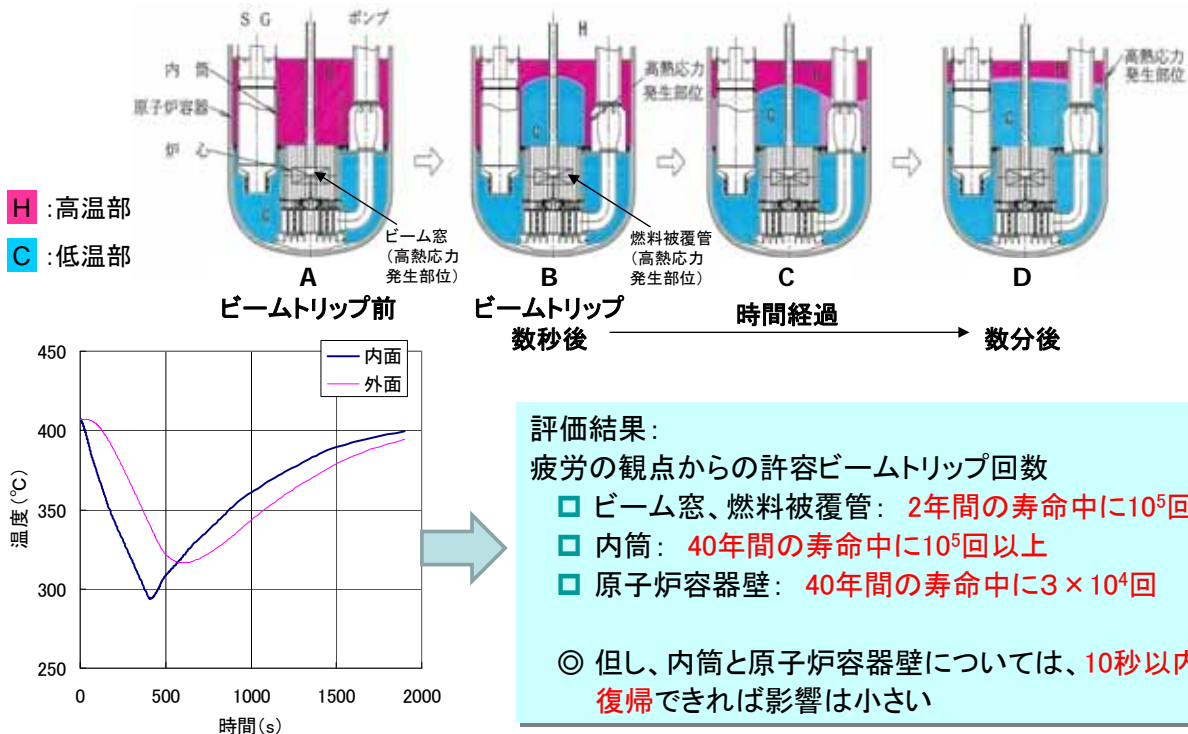 S G
ポンプ
H
内 筒
原子炉容器
炉 心
高熱応力
発生部位
高熱応力
発生部位
H :高温部
C :低温部
ビーム窓
(高熱応力
発生部位)
燃料被覆管
(高熱応力
発生部位)
A
B
C
D
ビームトリップ前
ビームトリップ
数秒後
時間経過
数分後
450
400
350
300
250
温度(℃)
0
500
1000
1500
2000
時間(s)
内面
外面
評価結果:
疲労の観点からの許容ビームトリップ回数
ビーム窓、燃料被覆管: 2年間の寿命中に10⁵回
内筒: 40年間の寿命中に10⁵回以上
原子炉容器壁: 40年間の寿命中に3×10⁴回
◎ 但し、内筒と原子炉容器壁については、10秒以内
復帰できれば影響は小さい